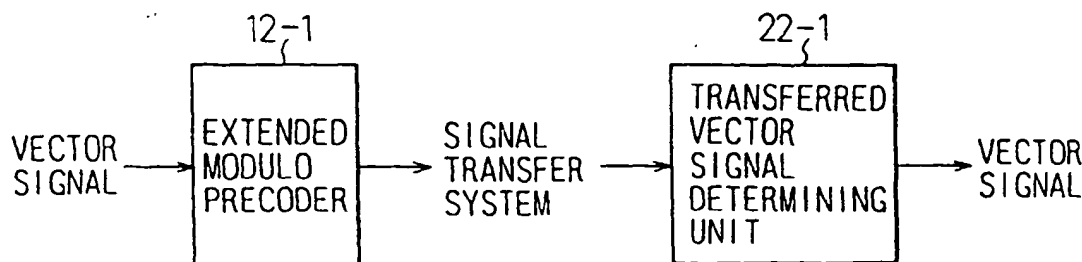 12-1
22-1
VECTOR
SIGNAL
EXTENDED
MODULO
PRECODER
SIGNAL
TRANSFER
SYSTEM
TRANSFERRED
VECTOR
SIGNAL
DETERMINING
UNIT
VECTOR
SIGNAL